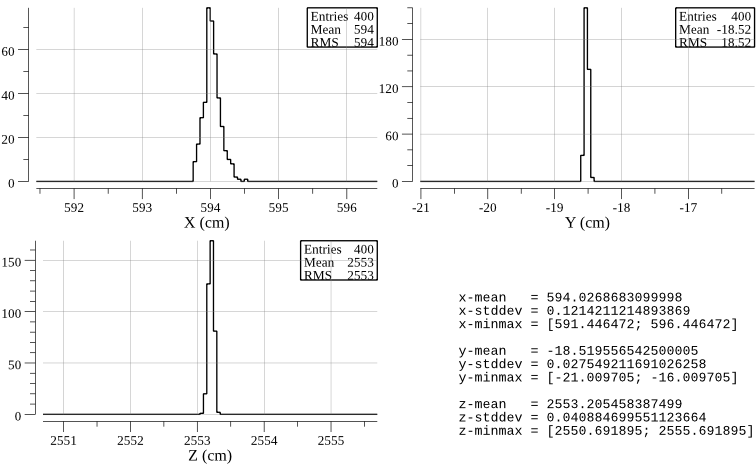 Entries 400
Mean 594
RMS 594
60
40
20
0
592 593 594 595 596
X (cm)
Entries 400
Mean -18.52
RMS 18.52
180
120
60
0
-21 -20 -19 -18 -17
Y (cm)
Entries 400
Mean 2553
RMS 2553
150
100
50
0
2551 2552 2553 2554 2555
Z (cm)
x-mean = 594.0268683099998
x-stddev = 0.1214211214893869
x-minmax = [591.446472; 596.446472]
y-mean = -18.519556542500005
y-stddev = 0.027549211691026258
y-minmax = [-21.009705; -16.009705]
z-mean = 2553.205458387499
z-stddev = 0.040884699551123664
z-minmax = [2550.691895; 2555.691895]